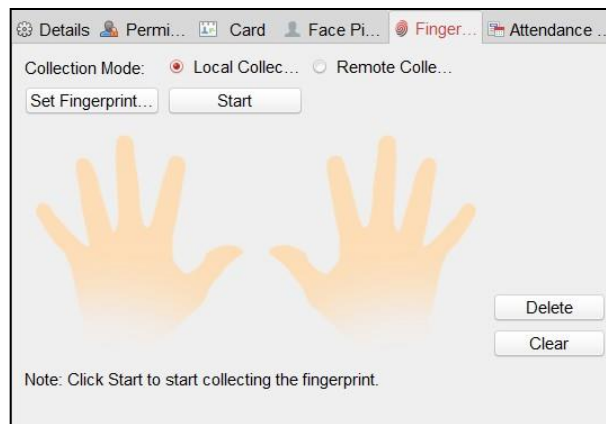 Details Permi... Card Face Pi... Finger... Attendance ...
Collection Mode: Local Collec... Remote Colle...
Set Fingerprint... Start
Delete
Clear
Note: Click Start to start collecting the fingerprint.